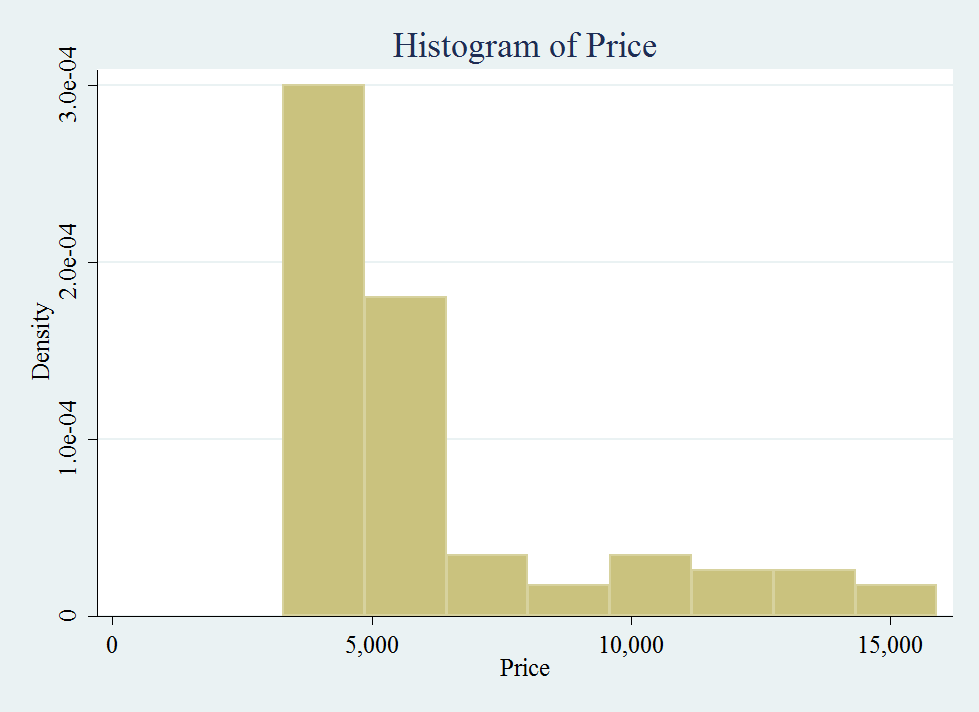 Histogram of Price
Density
3.0e-04
2.0e-04
1.0e-04
0
0 5,000 10,000 15,000
Price